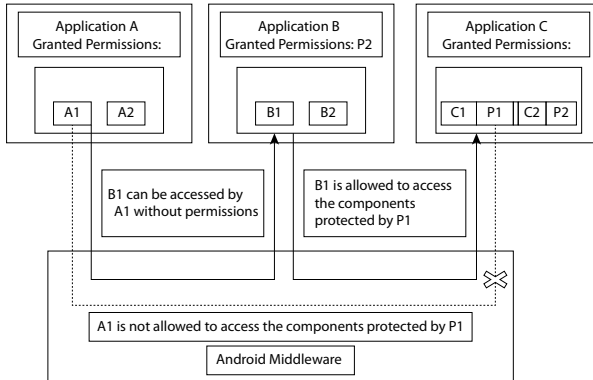 Application A
Granted Permissions:
Application B
Granted Permissions: P2
Application C
Granted Permissions:
A1
A2
B1
B2
C1
P1
C2
P2
B1 can be accessed by
A1 without permissions
B1 is allowed to access
the components
protected by P1
A1 is not allowed to access the components protected by P1
Android Middleware